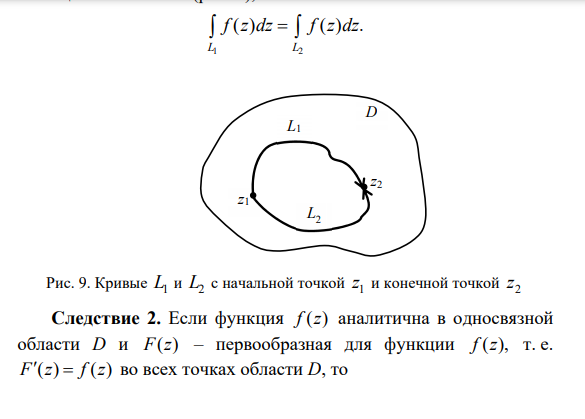 ∫ f(z)dz = ∫ f(z)dz.
L₁ L₂
D
L₁
z₂
z₁
L₂
Рис. 9. Кривые L₁ и L₂ с начальной точкой z₁ и конечной точкой z₂
Следствие 2. Если функция f(z) аналитична в односвязной
области D и F(z) – первообразная для функции f(z), т. е.
F′(z) = f(z) во всех точках области D, то